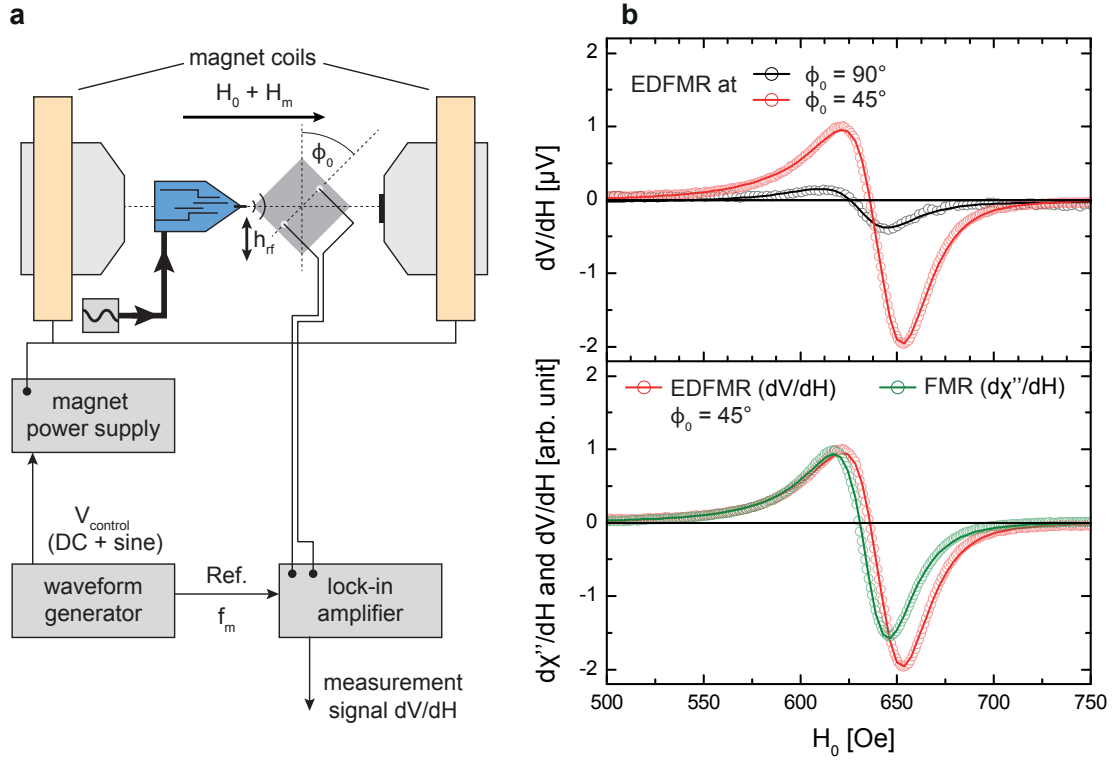 a
magnet coils
H₀ + Hₘ
ϕ₀
h_rf
magnet
power supply
V_control
(DC + sine)
waveform
generator
Ref.
fₘ
lock-in
amplifier
measurement
signal dV/dH
b
2
1
0
-1
-2
dV/dH [µV]
EDFMR at
ϕ₀ = 90°
ϕ₀ = 45°
2
1
0
-1
-2
dχ''/dH and dV/dH [arb. unit]
EDFMR (dV/dH)
ϕ₀ = 45°
FMR (dχ''/dH)
500
550
600
650
700
750
H₀ [Oe]